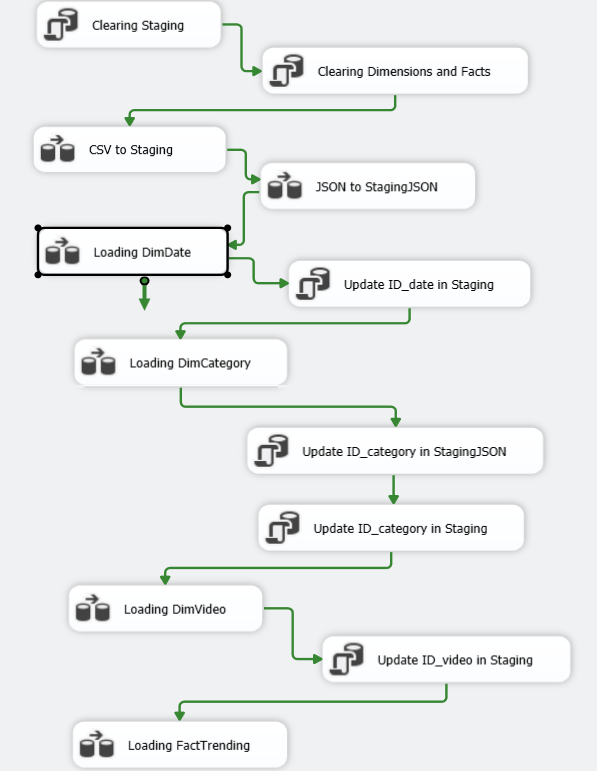 Clearing Staging
Clearing Dimensions and Facts
CSV to Staging
JSON to StagingJSON
Loading DimDate
Update ID_date in Staging
Loading DimCategory
Update ID_category in StagingJSON
Update ID_category in Staging
Loading DimVideo
Update ID_video in Staging
Loading FactTrending